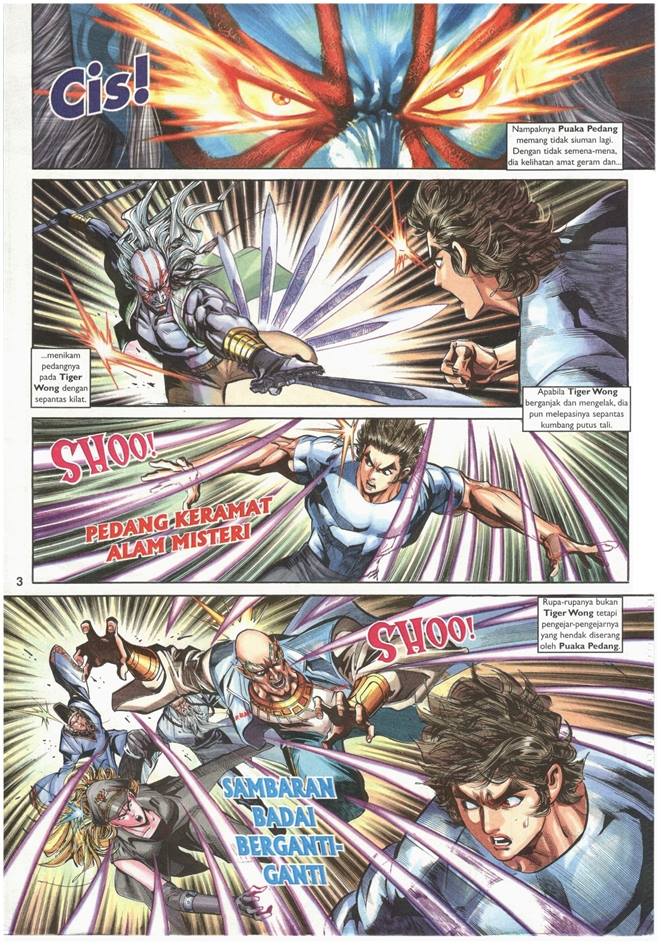 Cis!
Nampaknya Puaka Pedang
memang tidak siuman lagi.
Dengan tidak semena-mena,
dia kelihatan amat geram dan...
...menikam
pedangnya
pada Tiger
Wong dengan
sepantas kilat.
Apabila Tiger Wong
berganjak dan mengelak, dia
pun melepasinya sepantas
kumbang putus tali.
SHOO!
PEDANG KERAMAT
ALAM MISTERI
3
Rupa-rupanya bukan
Tiger Wong tetapi
pengejar-pengejarnya
yang hendak diserang
oleh Puaka Pedang.
SHOO!
SAMBARAN
BADAI
BERGANTI-
GANTI